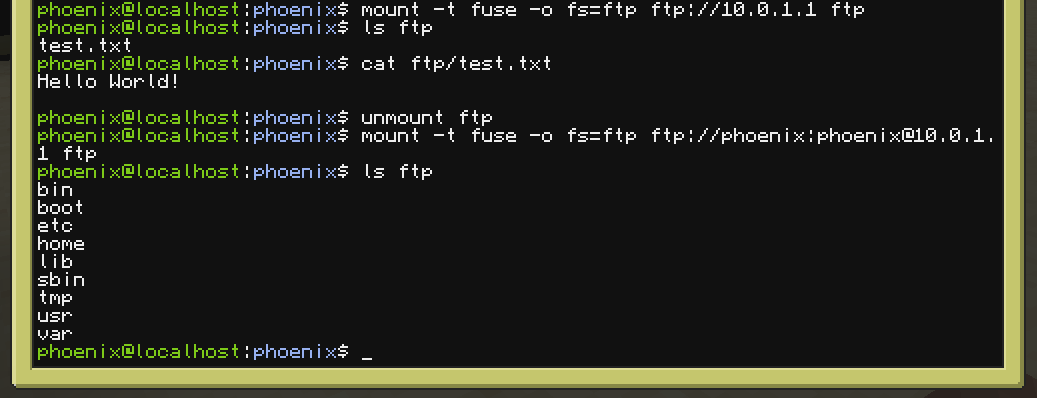 phoenix@localhost:phoenix$ mount -t fuse -o fs=ftp ftp://10.0.1.1 ftp
phoenix@localhost:phoenix$ ls ftp
test.txt
phoenix@localhost:phoenix$ cat ftp/test.txt
Hello World!
phoenix@localhost:phoenix$ unmount ftp
phoenix@localhost:phoenix$ mount -t fuse -o fs=ftp ftp://phoenix:phoenix@10.0.1.
1 ftp
phoenix@localhost:phoenix$ ls ftp
bin
boot
etc
home
lib
sbin
tmp
usr
var
phoenix@localhost:phoenix$ _